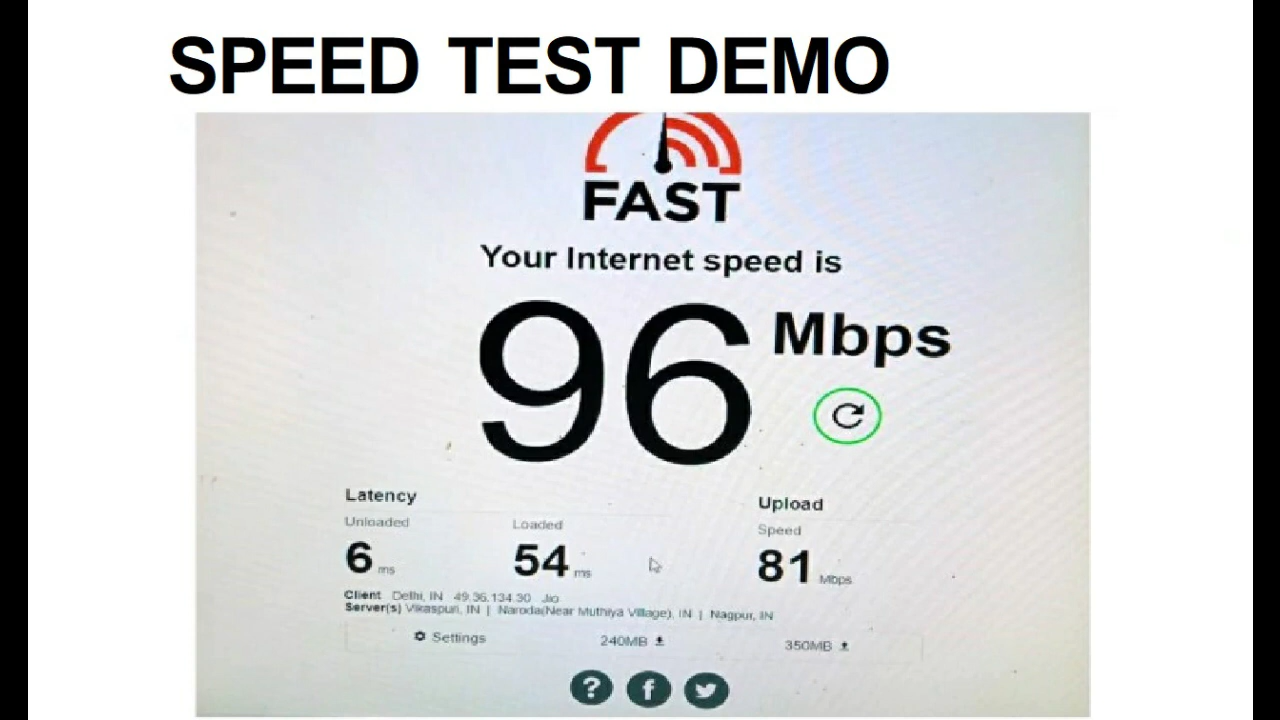 SPEED TEST DEMO
FAST
Your Internet speed is
96 Mbps
Latency
Upload
Unloaded
Loaded
Speed
6 ms
54 ms
81 Mbps
Client Delhi, IN 49.36.134.30 Jio
Server(s) Vikaspuri, IN | Naroda(Near Muthiya Village), IN | Nagpur, IN
Settings
240MB
350MB
?
f